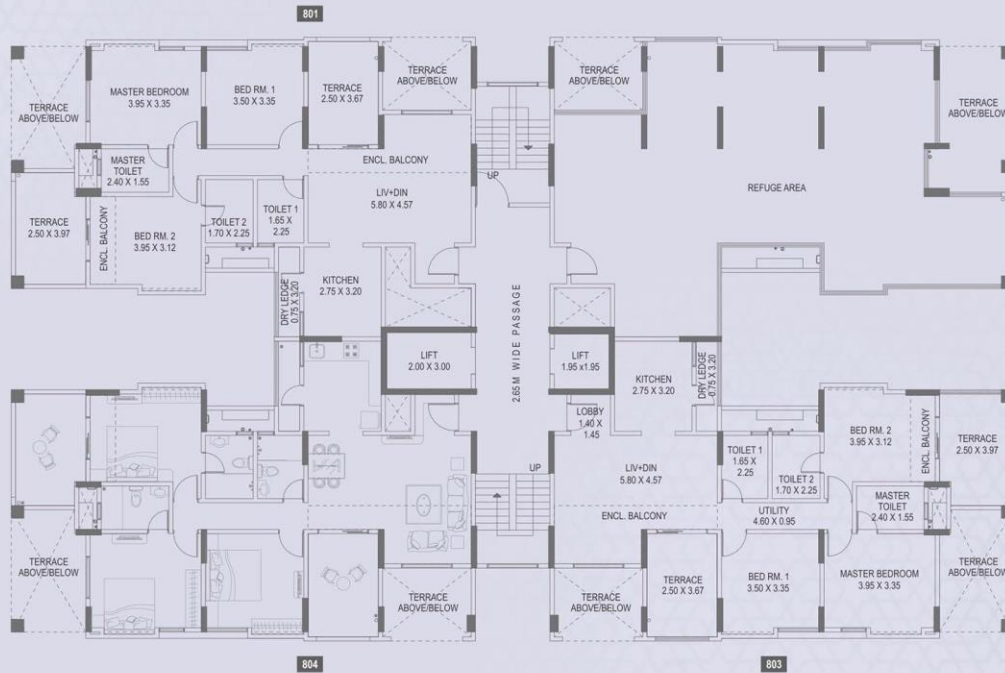 801
TERRACE
ABOVE/BELOW
MASTER BEDROOM
3.95 X 3.35
BED RM. 1
3.50 X 3.35
TERRACE
2.50 X 3.67
TERRACE
ABOVE/BELOW
MASTER
TOILET
2.40 X 1.55
ENCL. BALCONY
UP
TERRACE
2.50 X 3.97
ENCL. BALCONY
BED RM. 2
3.95 X 3.12
TOILET 2
1.70 X 2.25
TOILET 1
1.65 X
2.25
LIV+DIN
5.80 X 4.57
KITCHEN
2.75 X 3.20
DRY LEDGE
0.75 X 3.20
TERRACE
ABOVE/BELOW
TERRACE
ABOVE/BELOW
REFUGE AREA
2.65M WIDE PASSAGE
LIFT
2.00 X 3.00
LIFT
1.95 x1.95
KITCHEN
2.75 X 3.20
DRY LEDGE
0.75 X 3.20
LOBBY
1.40 X
1.45
BED RM. 2
3.95 X 3.12
ENCL. BALCONY
TERRACE
2.50 X 3.97
TOILET 1
1.65 X
2.25
TOILET 2
1.70 X 2.25
LIV+DIN
5.80 X 4.57
UP
MASTER
TOILET
2.40 X 1.55
UTILITY
4.60 X 0.95
ENCL. BALCONY
TERRACE
ABOVE/BELOW
TERRACE
ABOVE/BELOW
TERRACE
ABOVE/BELOW
TERRACE
2.50 X 3.67
BED RM. 1
3.50 X 3.35
MASTER BEDROOM
3.95 X 3.35
TERRACE
ABOVE/BELOW
804
803